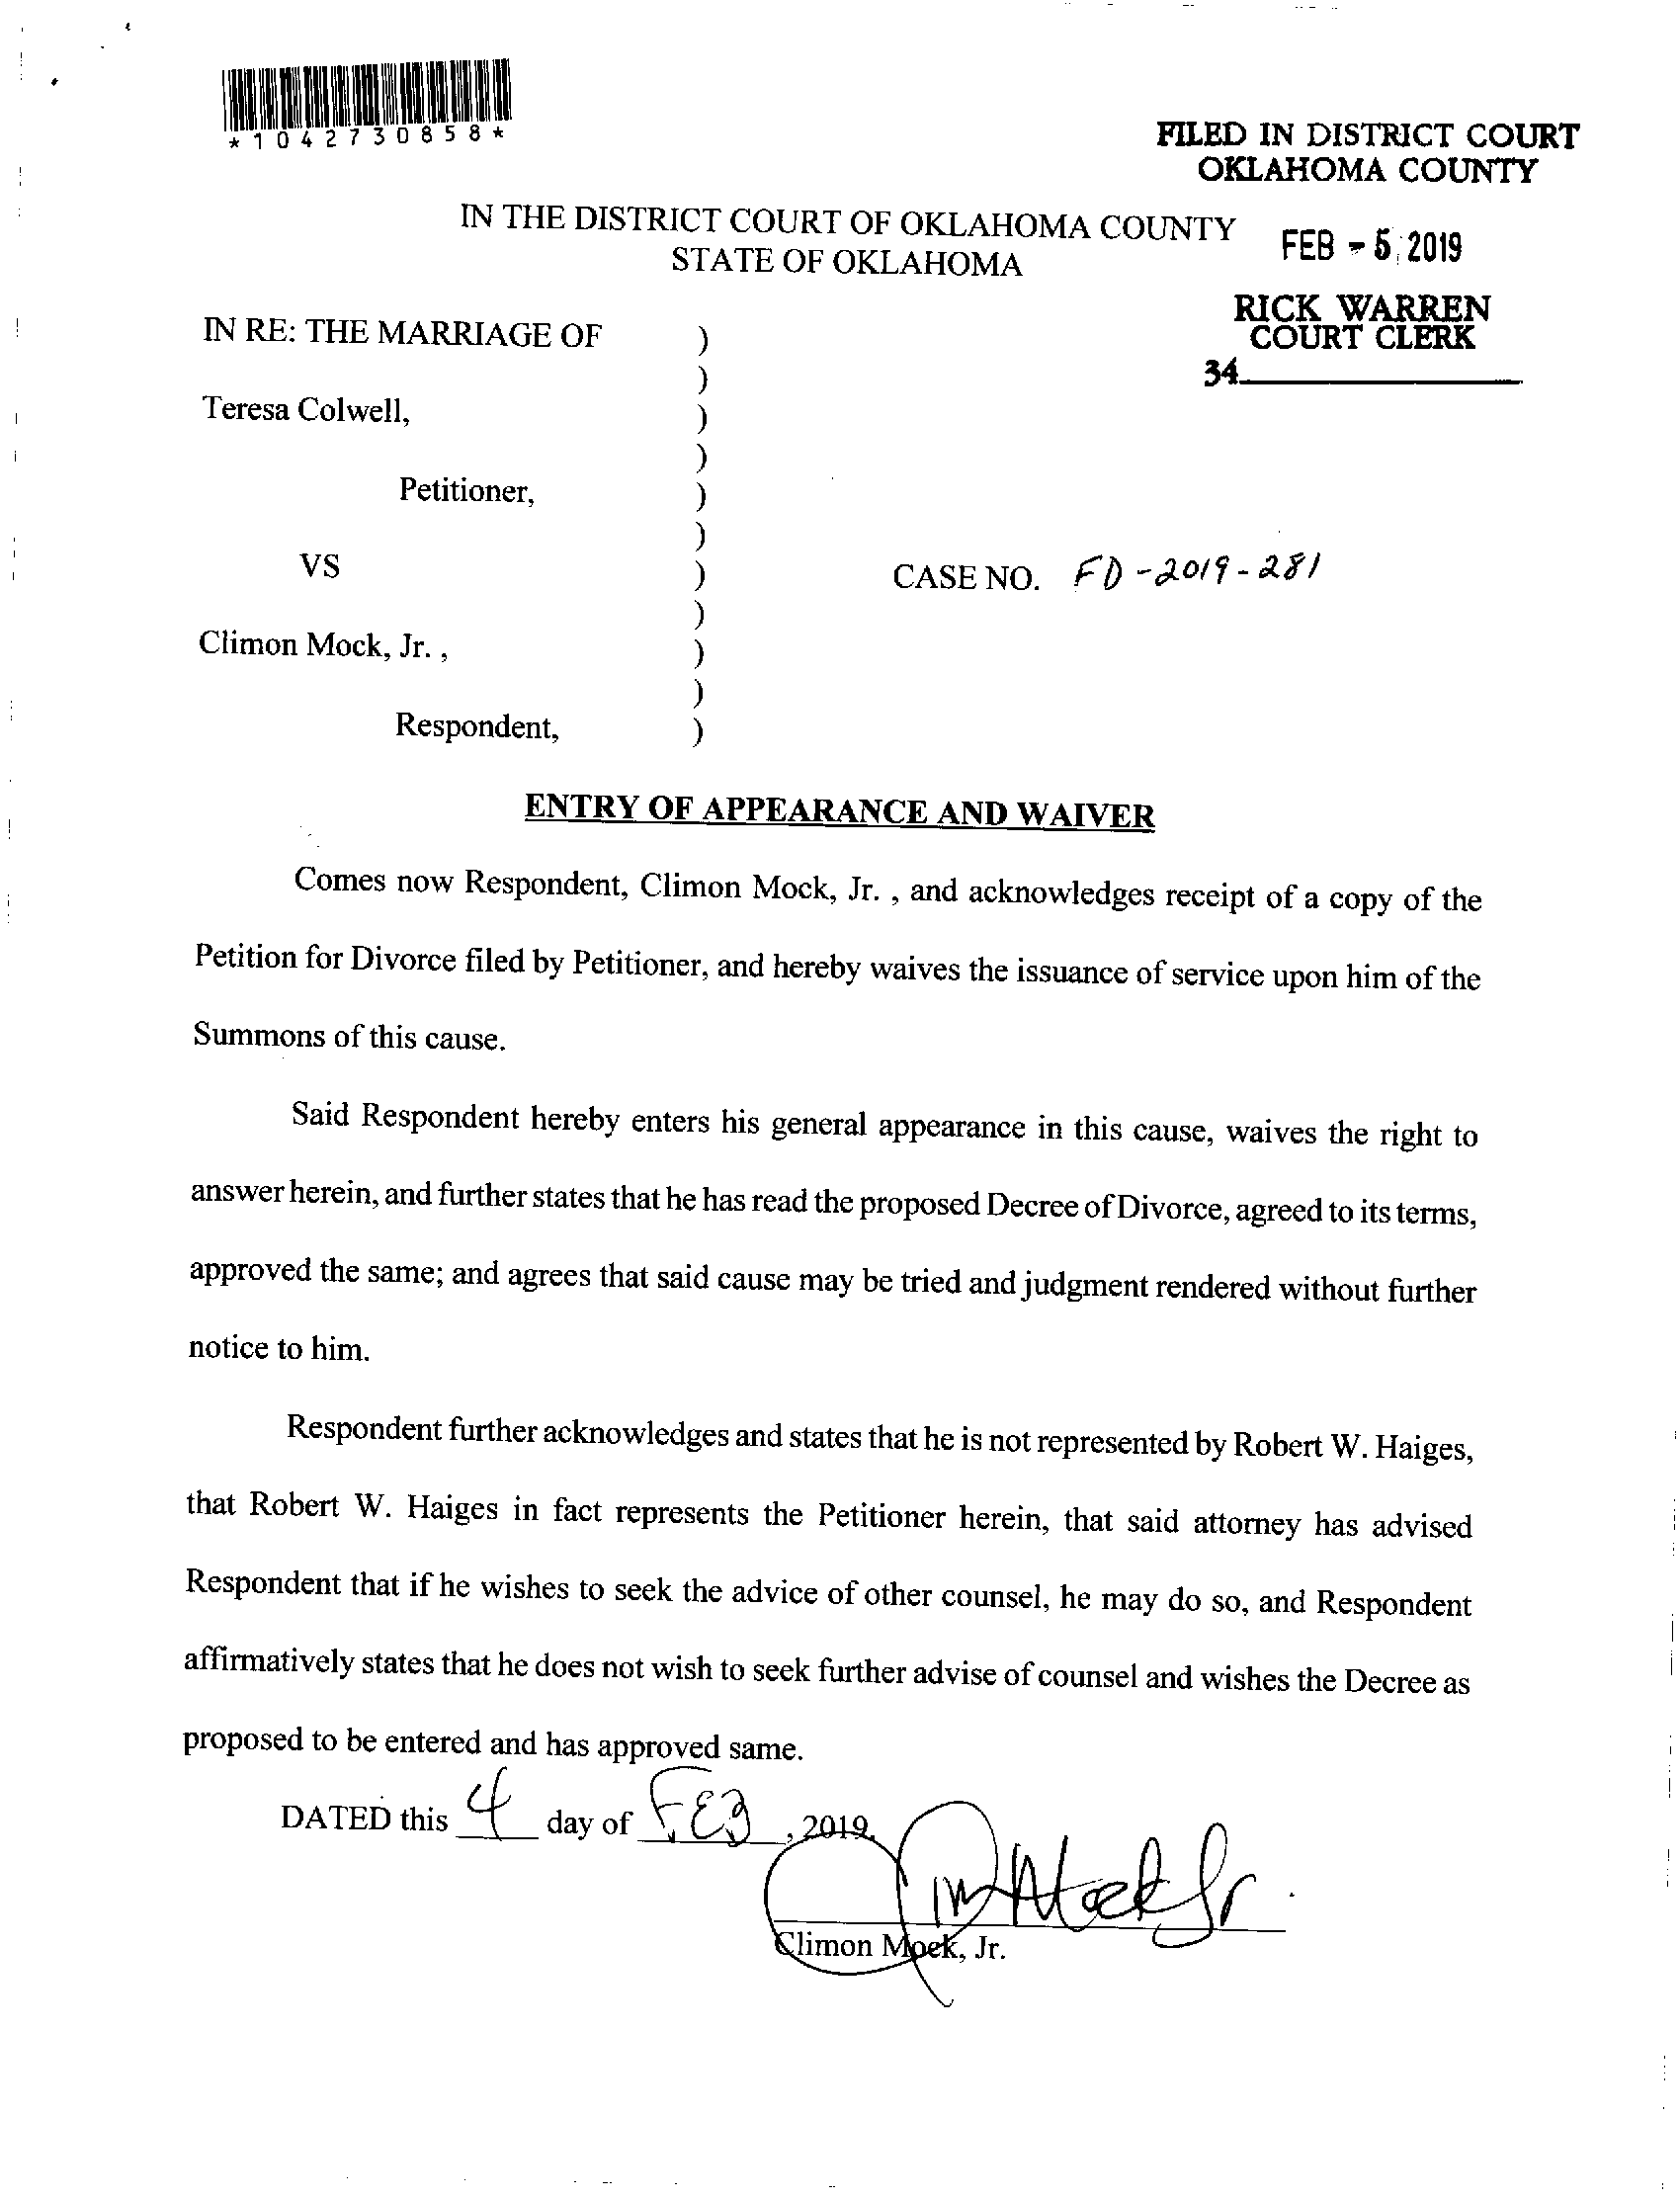 *1042730858*
FILED IN DISTRICT COURT
OKLAHOMA COUNTY
IN THE DISTRICT COURT OF OKLAHOMA COUNTY
STATE OF OKLAHOMA
FEB - 5 2019
RICK WARREN
COURT CLERK
34
IN RE: THE MARRIAGE OF )
)
Teresa Colwell, )
)
Petitioner, )
)
VS ) CASE NO. FD-2019-281
)
Climon Mock, Jr. , )
)
Respondent, )
ENTRY OF APPEARANCE AND WAIVER
Comes now Respondent, Climon Mock, Jr. , and acknowledges receipt of a copy of the
Petition for Divorce filed by Petitioner, and hereby waives the issuance of service upon him of the
Summons of this cause.
Said Respondent hereby enters his general appearance in this cause, waives the right to
answer herein, and further states that he has read the proposed Decree of Divorce, agreed to its terms,
approved the same; and agrees that said cause may be tried and judgment rendered without further
notice to him.
Respondent further acknowledges and states that he is not represented by Robert W. Haiges,
that Robert W. Haiges in fact represents the Petitioner herein, that said attorney has advised
Respondent that if he wishes to seek the advice of other counsel, he may do so, and Respondent
affirmatively states that he does not wish to seek further advise of counsel and wishes the Decree as
proposed to be entered and has approved same.
DATED this 4 day of FEB, 2019.
Mock Jr.
Climon Mock, Jr.